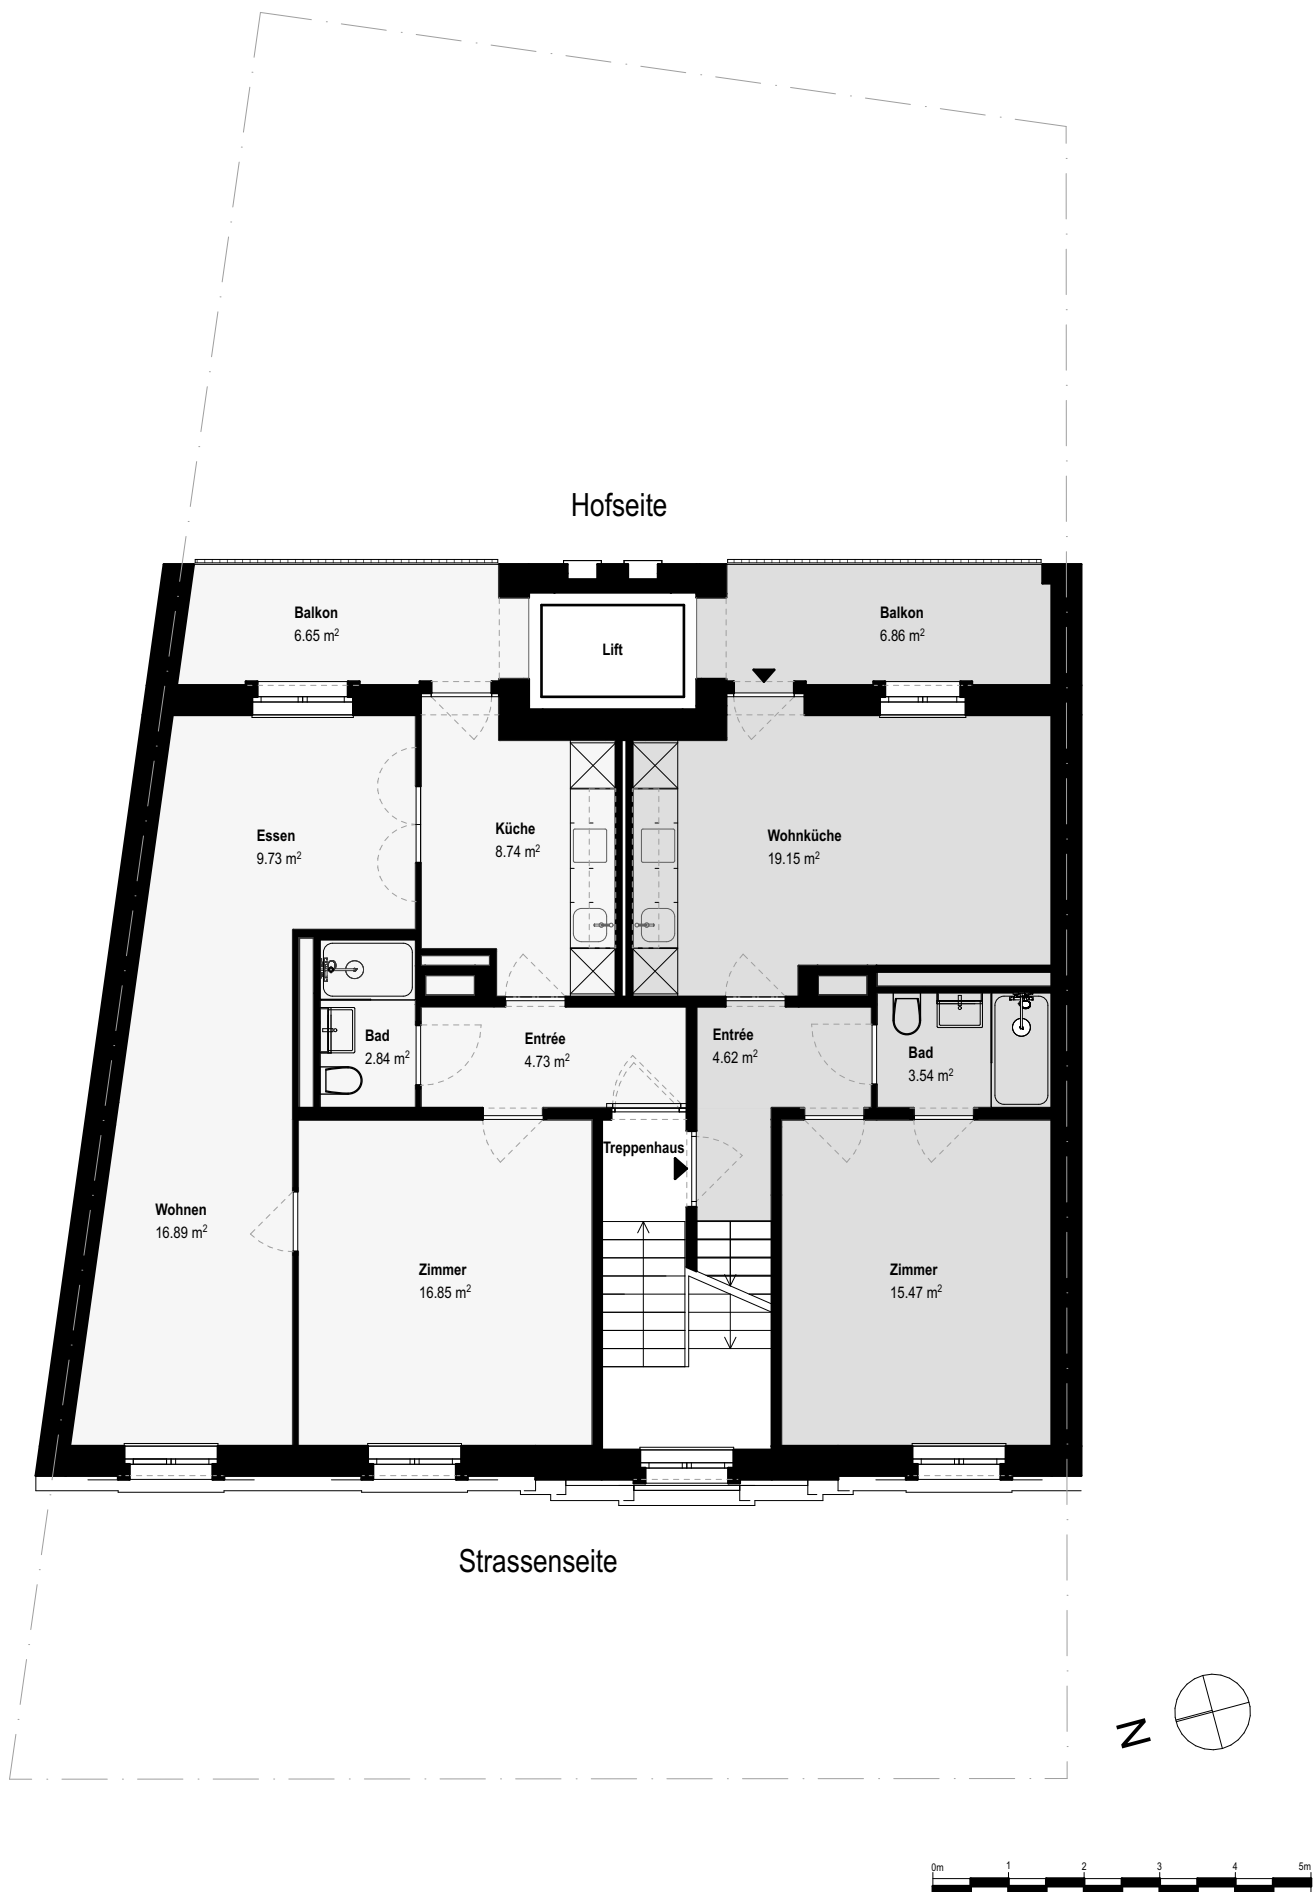 Hofseite
Balkon
6.65 m²
Lift
Balkon
6.86 m²
Essen
9.73 m²
Küche
8.74 m²
Wohnküche
19.15 m²
Bad
2.84 m²
Entrée
4.73 m²
Entrée
4.62 m²
Bad
3.54 m²
Treppenhaus
Wohnen
16.89 m²
Zimmer
16.85 m²
Zimmer
15.47 m²
Strassenseite
N
0m 1 2 3 4 5m